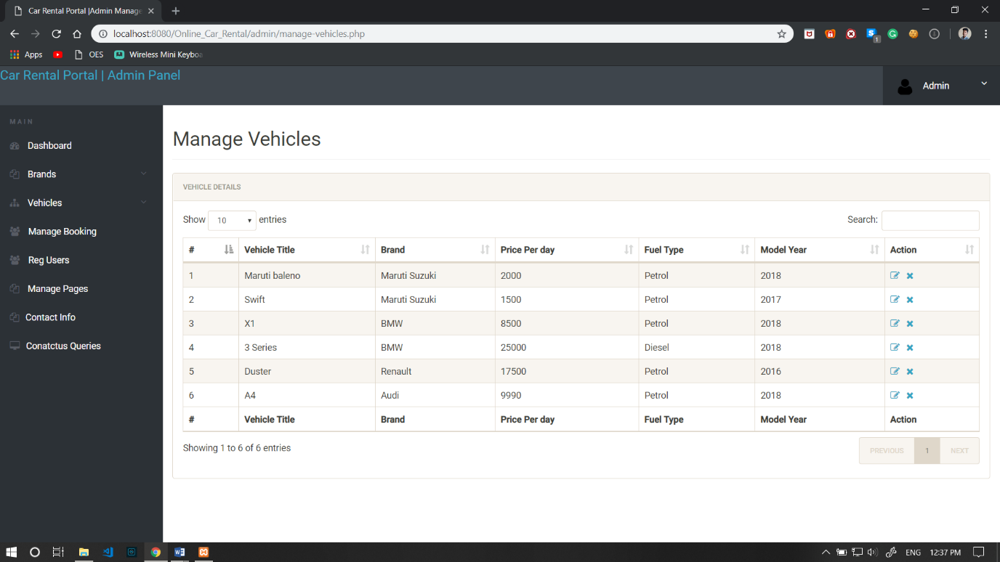 Car Rental Portal |Admin Manage
localhost:8080/Online_Car_Rental/admin/manage-vehicles.php
1
Apps OES Wireless Mini Keyboa
Car Rental Portal | Admin Panel
Admin
MAIN
Dashboard
Brands
Vehicles
Manage Booking
Reg Users
Manage Pages
Contact Info
Conatctus Queries
Manage Vehicles
VEHICLE DETAILS
Show 10 entries Search:
# Vehicle Title Brand Price Per day Fuel Type Model Year Action
1 Maruti baleno Maruti Suzuki 2000 Petrol 2018
2 Swift Maruti Suzuki 1500 Petrol 2017
3 X1 BMW 8500 Petrol 2018
4 3 Series BMW 25000 Diesel 2018
5 Duster Renault 17500 Petrol 2016
6 A4 Audi 9990 Petrol 2018
# Vehicle Title Brand Price Per day Fuel Type Model Year Action
Showing 1 to 6 of 6 entries PREVIOUS 1 NEXT
ENG 12:37 PM